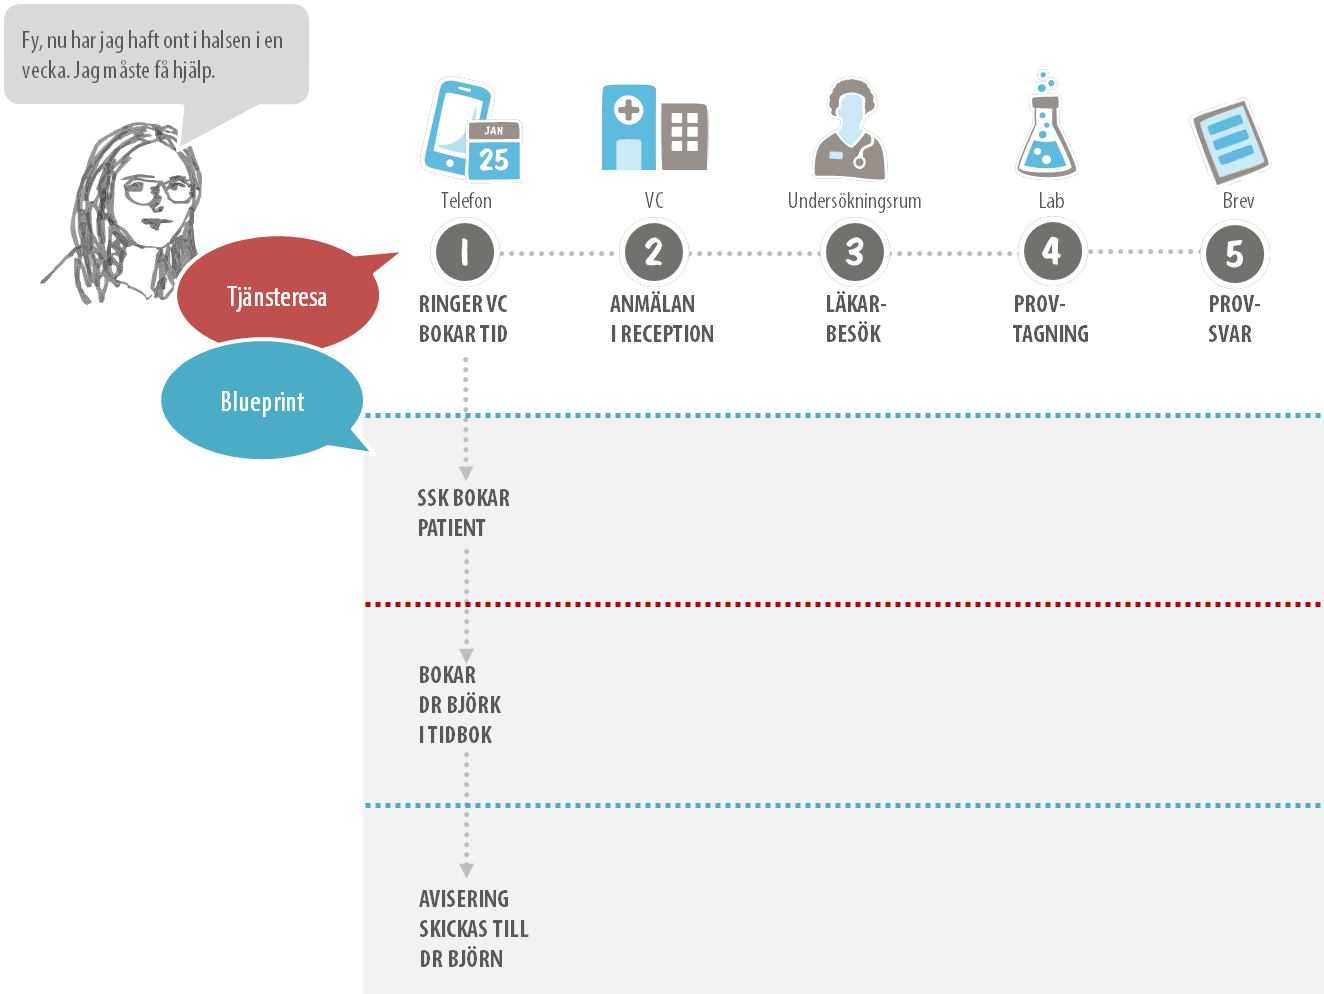 Fy, nu har jag haft ont i halsen i en
vecka. Jag måste få hjälp.
JAN
25
Telefon
VC
Undersökningsrum
Lab
Brev
1
2
3
4
5
Tjänsteresa
RINGER VC
BOKAR TID
ANMÄLAN
I RECEPTION
LÄKAR-
BESÖK
PROV-
TAGNING
PROV-
SVAR
Blueprint
SSK BOKAR
PATIENT
BOKAR
DR BJÖRK
I TIDBOK
AVISERING
SKICKAS TILL
DR BJÖRN